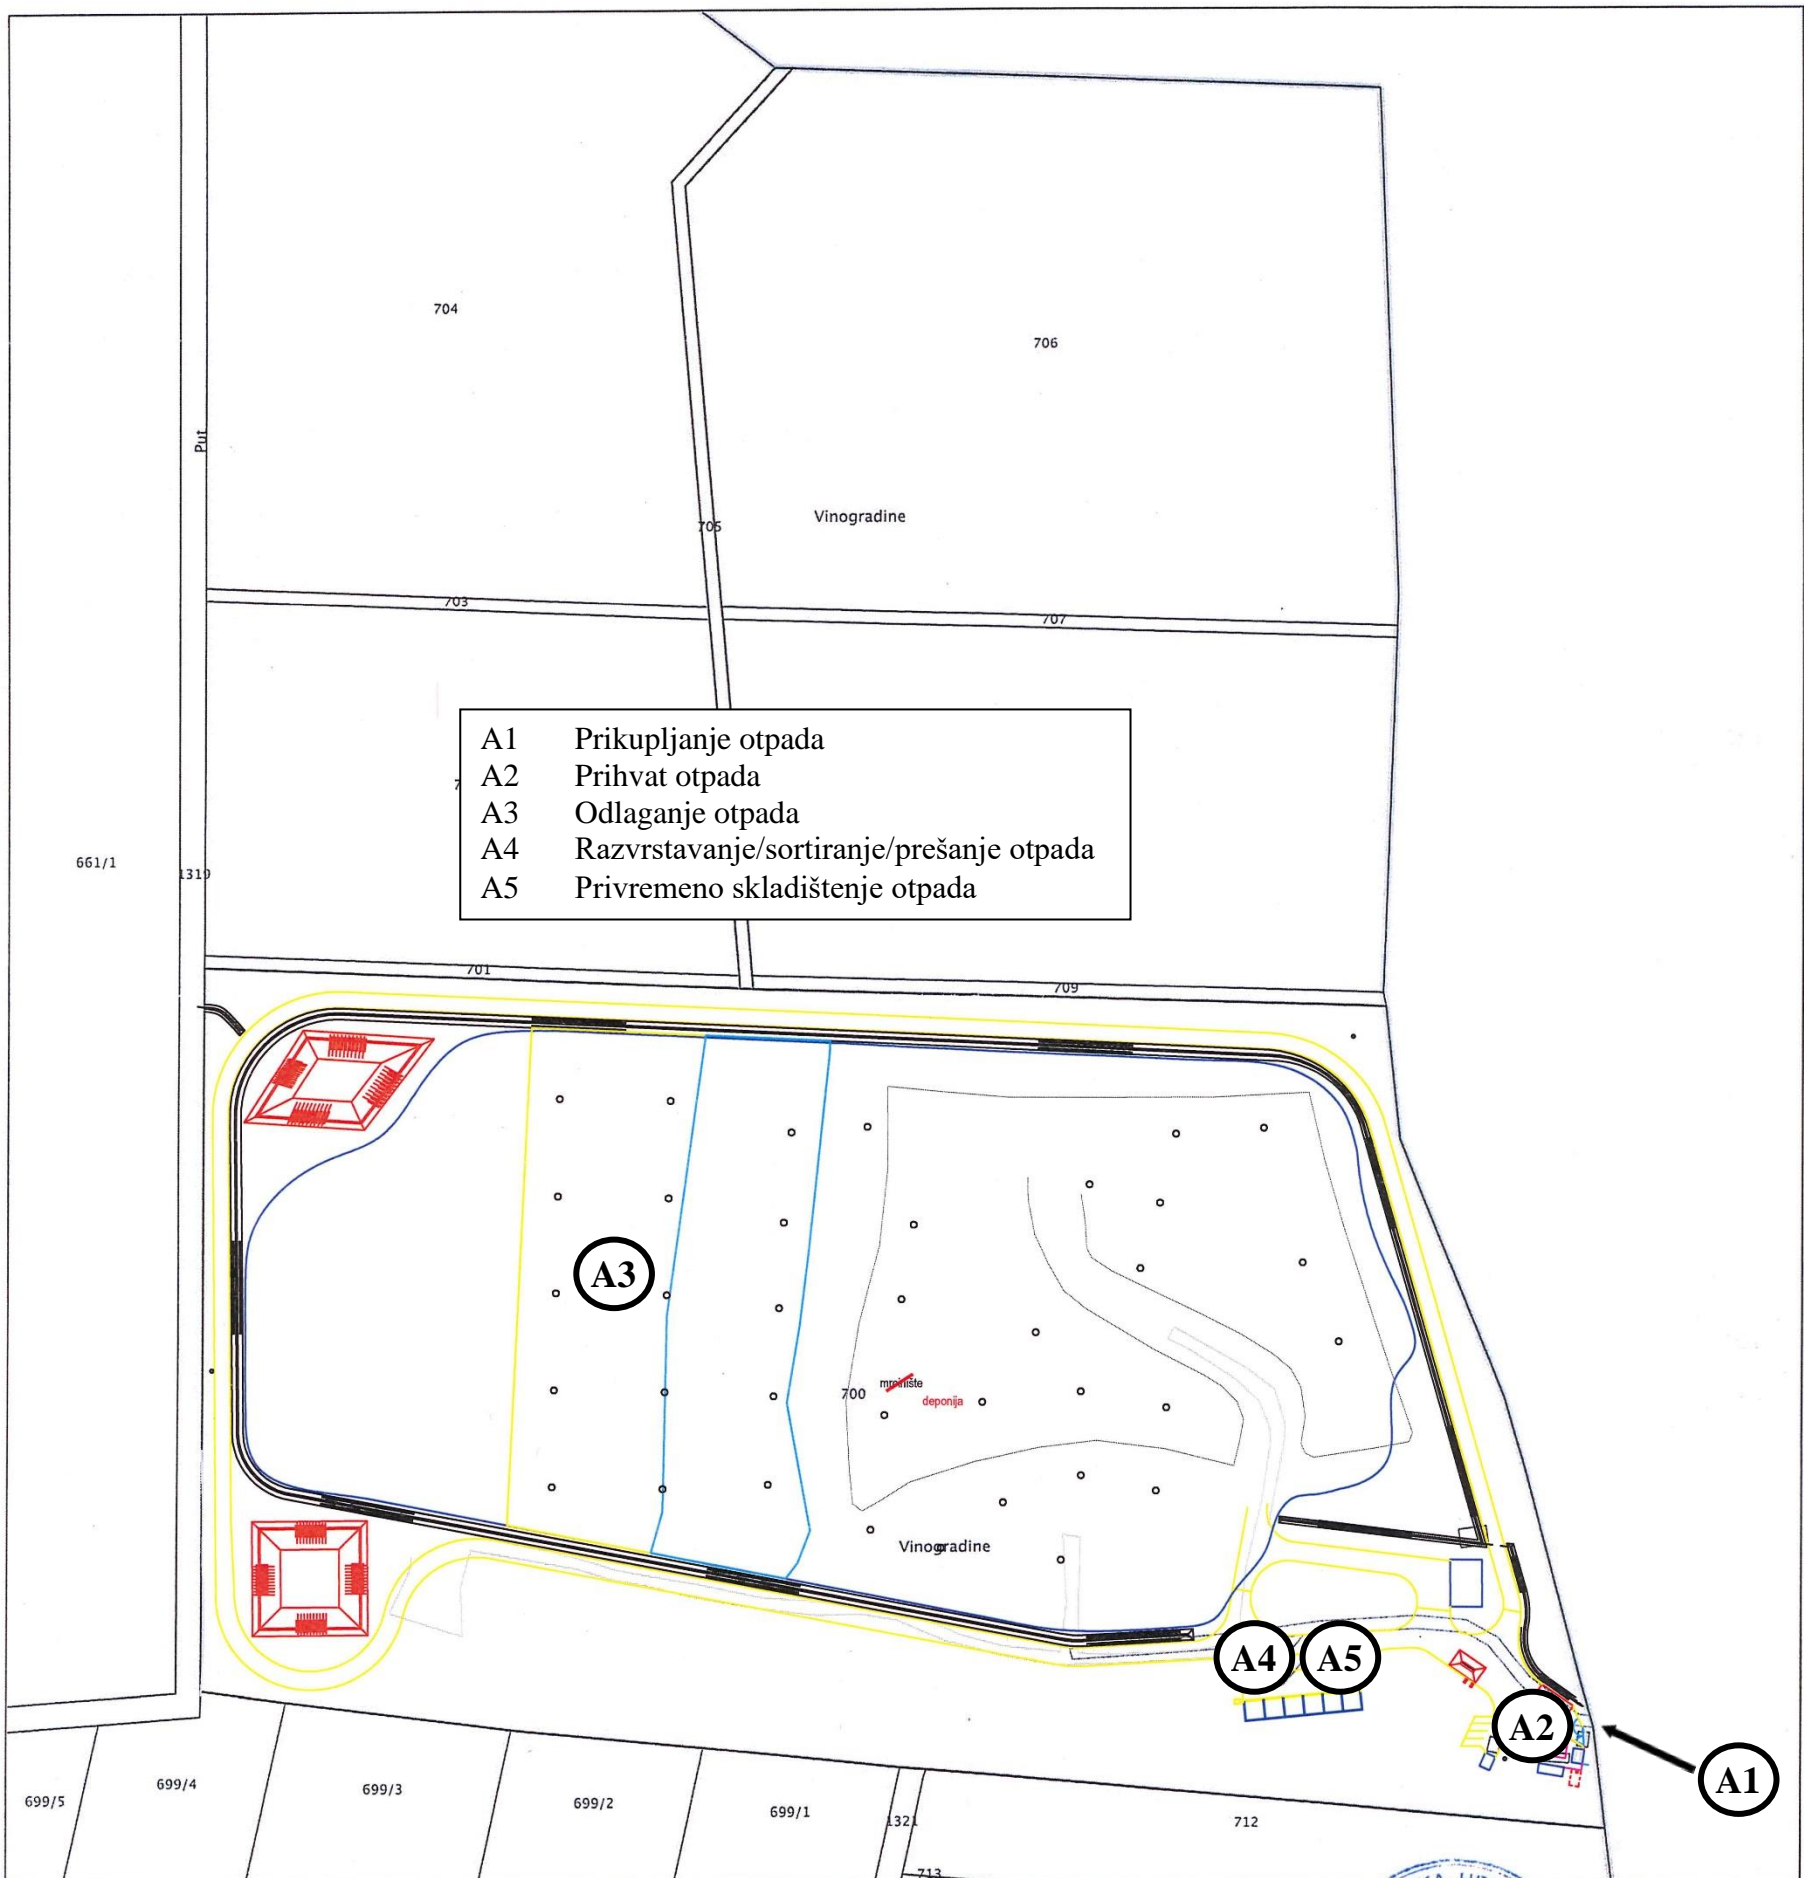 704
706
Put
705
Vinogradine
703
707
A1 Prikupljanje otpada
A2 Prihvat otpada
A3 Odlaganje otpada
A4 Razvrstavanje/sortiranje/prešanje otpada
A5 Privremeno skladištenje otpada
661/1
1319
701
709
A3
700
deponija
Vinogradine
A4
A5
A2
A1
699/5
699/4
699/3
699/2
699/1
1321
712
713